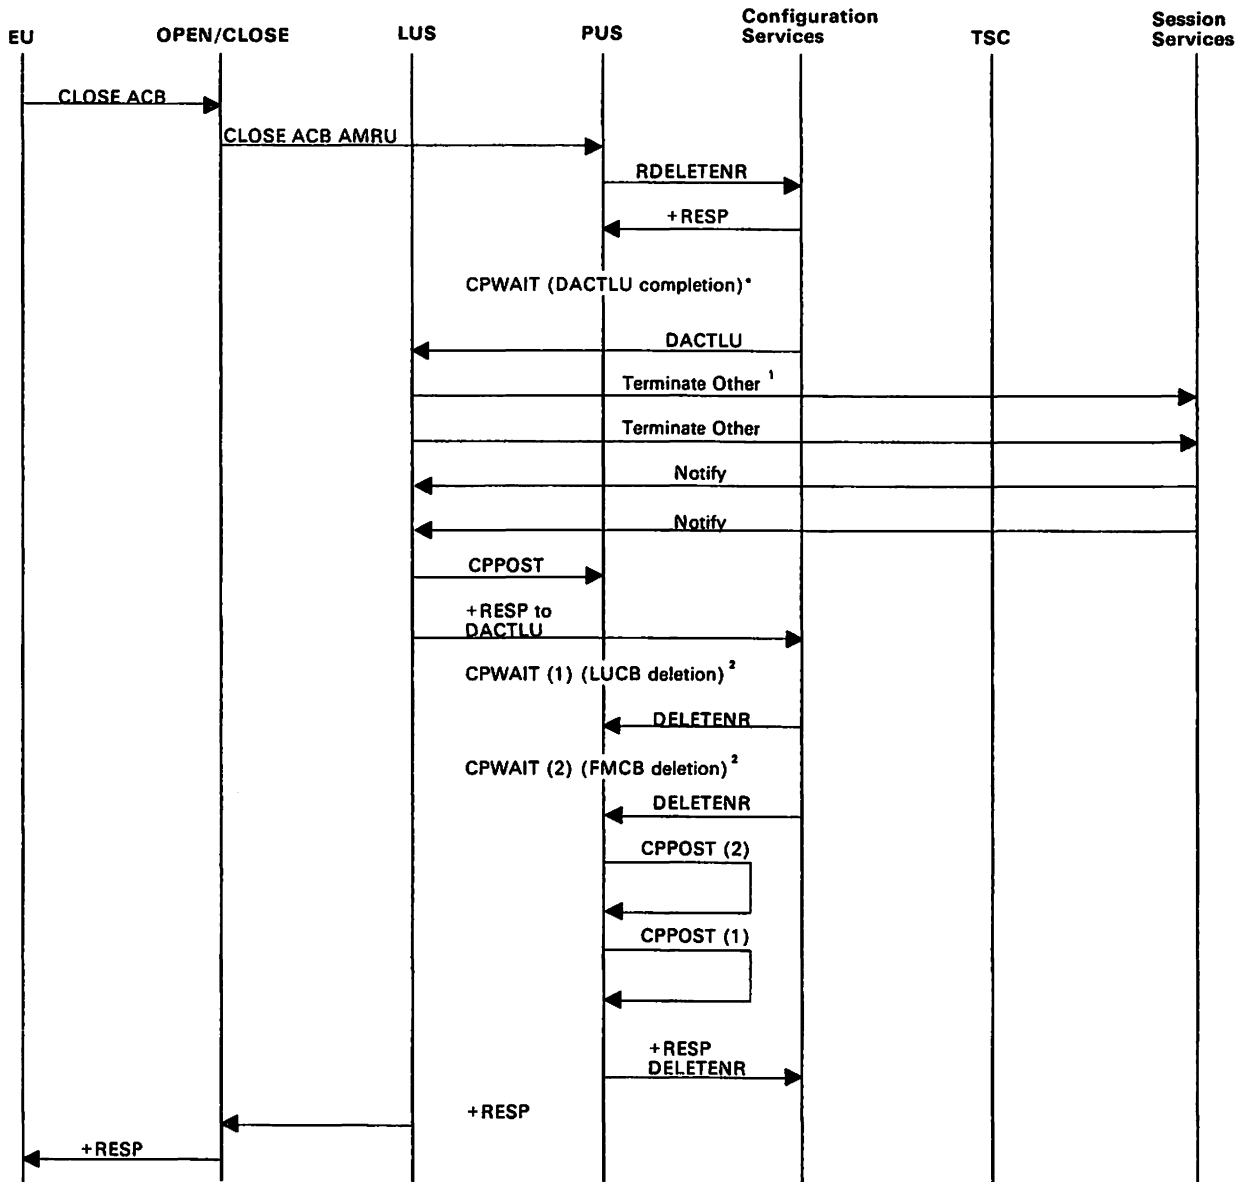 EU OPEN/CLOSE LUS PUS Configuration Services TSC Session Services
CLOSE ACB
CLOSE ACB AMRU
RDELETENR
+RESP
CPWAIT (DACTLU completion)*
DACTLU
Terminate Other ¹
Terminate Other
Notify
Notify
CPPOST
+RESP to
DACTLU
CPWAIT (1) (LUCB deletion) ²
DELETENR
CPWAIT (2) (FMCB deletion) ²
DELETENR
CPPOST (2)
CPPOST (1)
+RESP
DELETENR
+RESP
+RESP